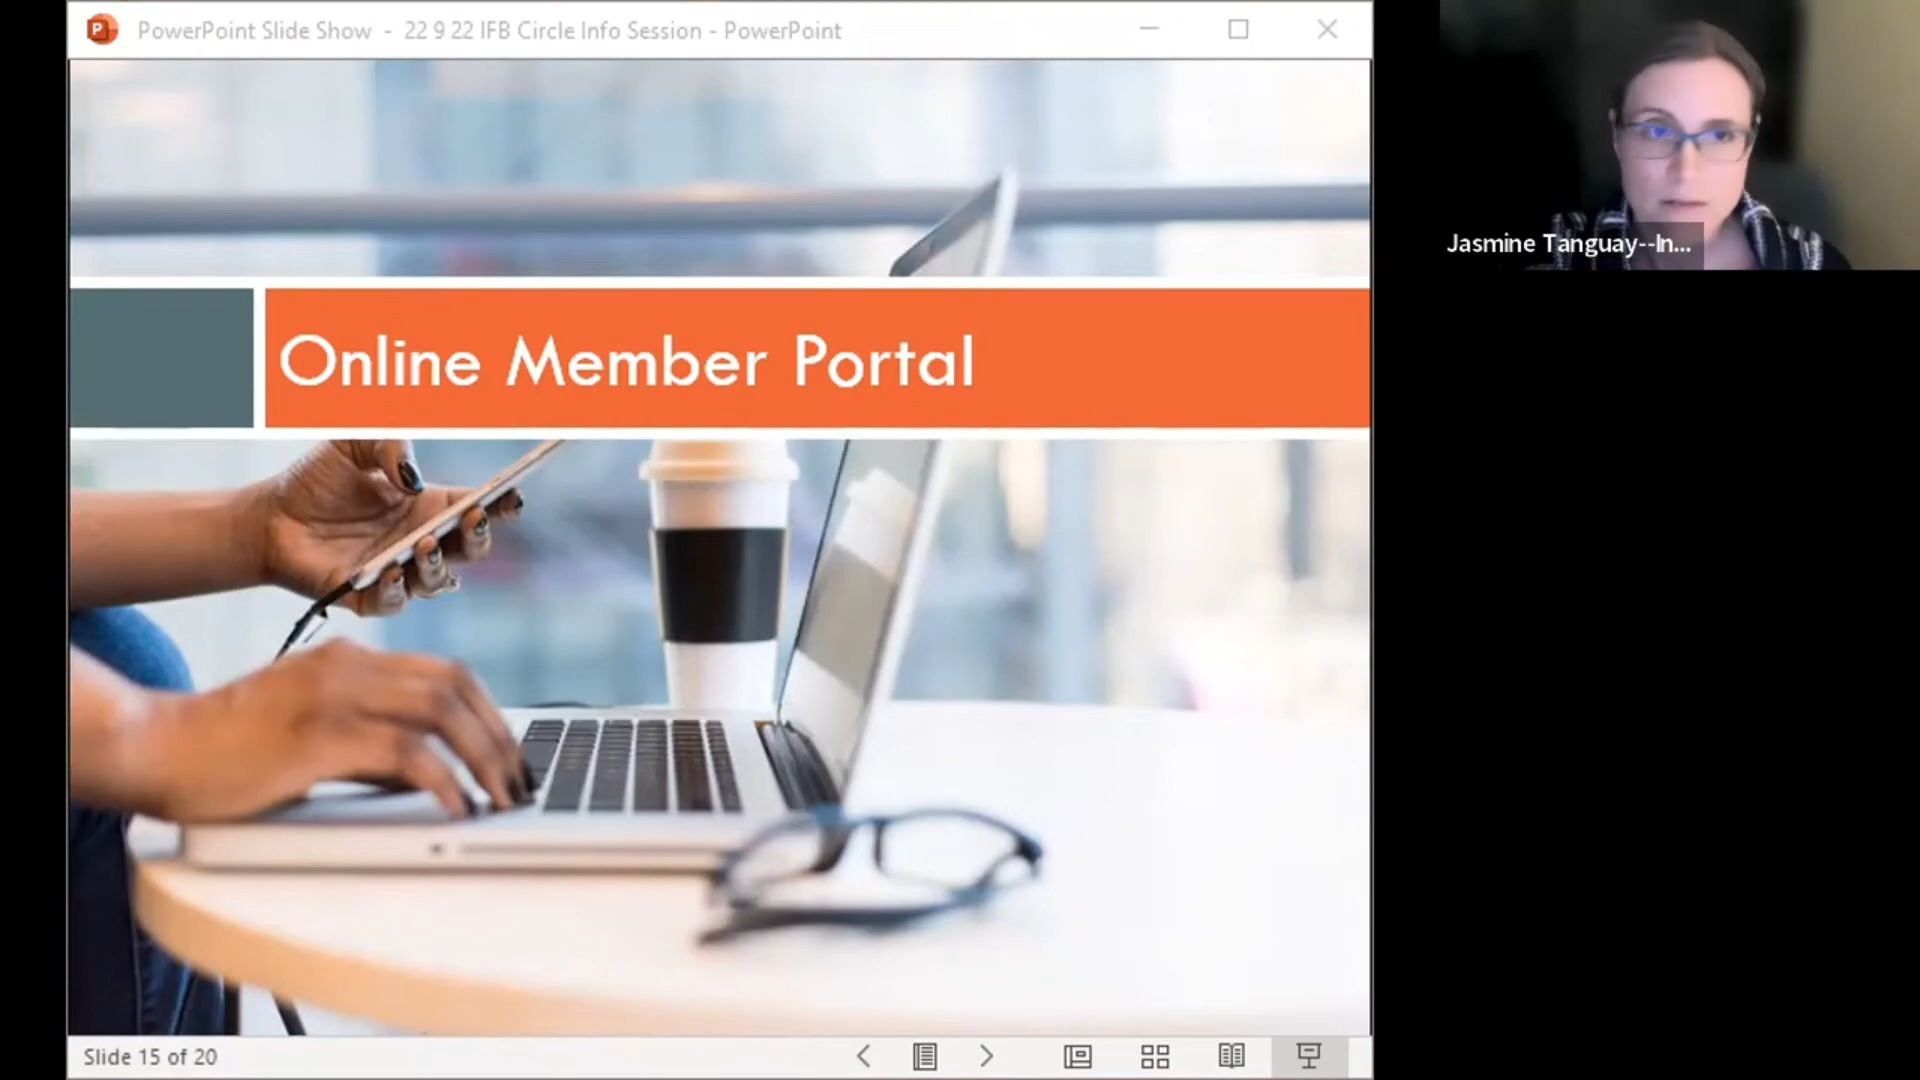 PowerPoint Slide Show - 22 9 22 IFB Circle Info Session - PowerPoint
Jasmine Tanguay--In...
Online Member Portal
Slide 15 of 20